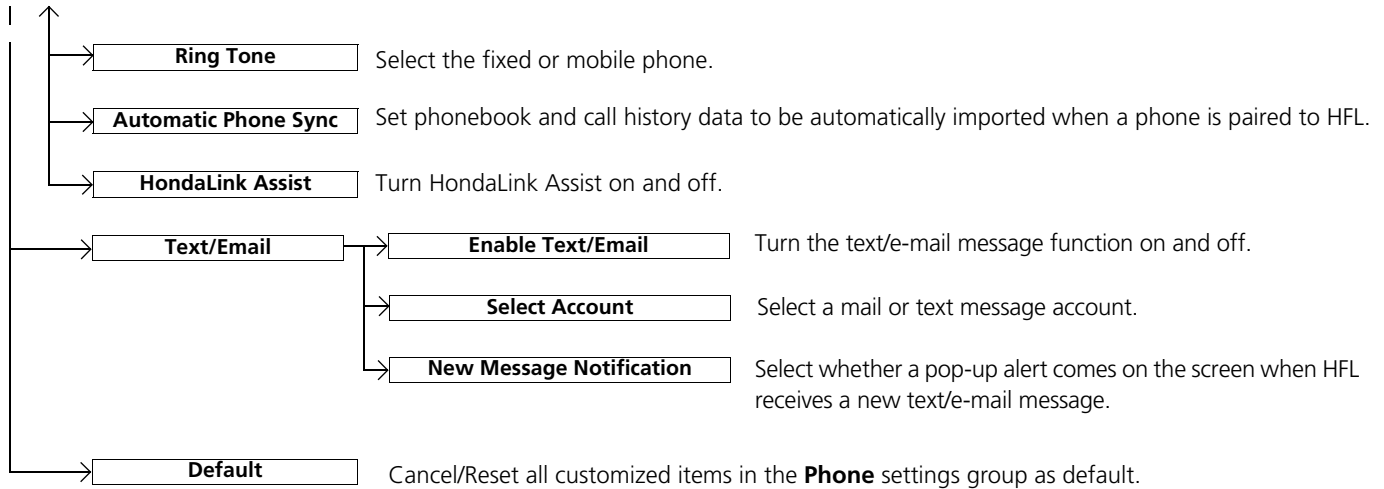 Ring Tone Select the fixed or mobile phone.
Automatic Phone Sync Set phonebook and call history data to be automatically imported when a phone is paired to HFL.
HondaLink Assist Turn HondaLink Assist on and off.
Text/Email Enable Text/Email Turn the text/e-mail message function on and off.
Select Account Select a mail or text message account.
New Message Notification Select whether a pop-up alert comes on the screen when HFL
receives a new text/e-mail message.
Default Cancel/Reset all customized items in the Phone settings group as default.